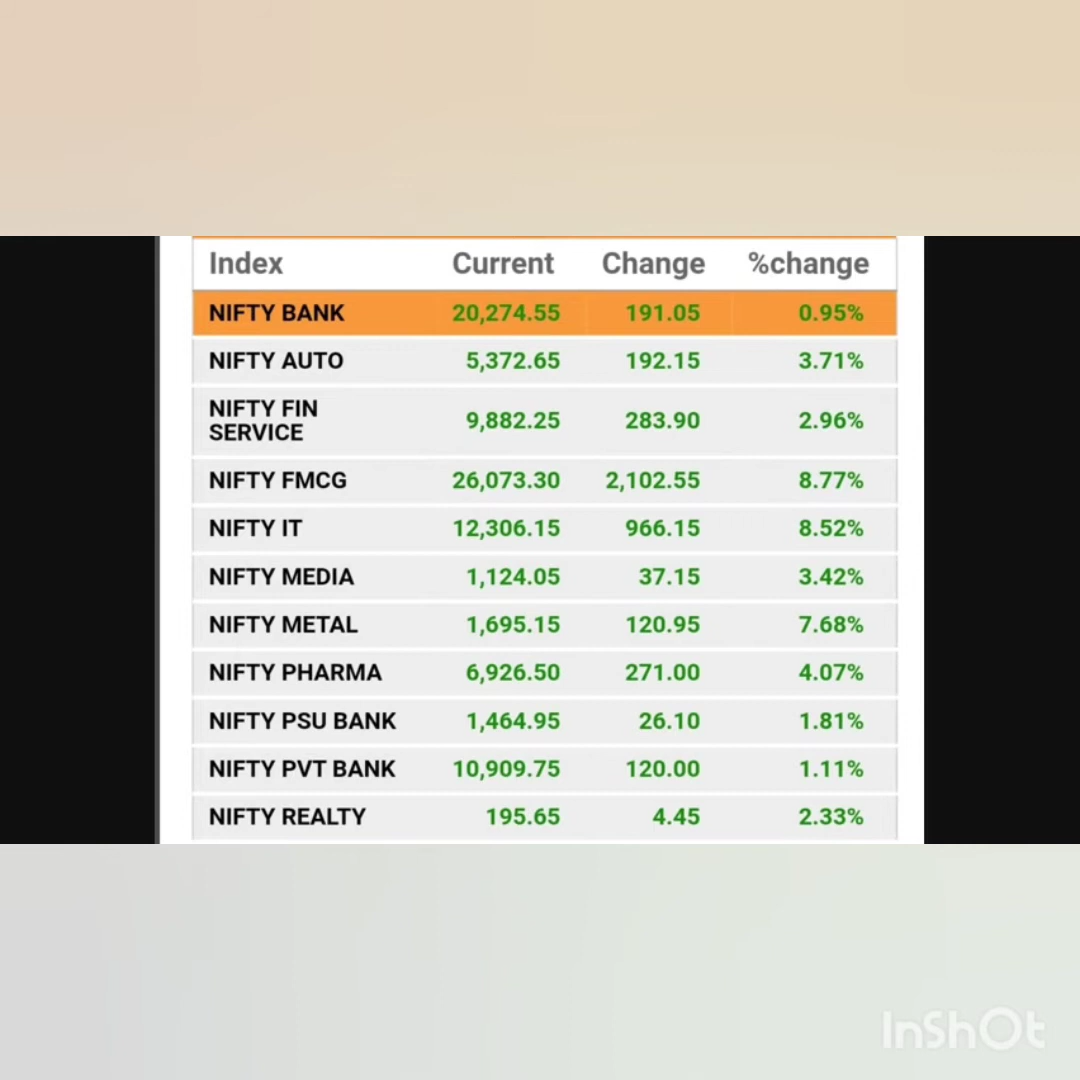 Index Current Change %change
NIFTY BANK 20,274.55 191.05 0.95%
NIFTY AUTO 5,372.65 192.15 3.71%
NIFTY FIN
SERVICE 9,882.25 283.90 2.96%
NIFTY FMCG 26,073.30 2,102.55 8.77%
NIFTY IT 12,306.15 966.15 8.52%
NIFTY MEDIA 1,124.05 37.15 3.42%
NIFTY METAL 1,695.15 120.95 7.68%
NIFTY PHARMA 6,926.50 271.00 4.07%
NIFTY PSU BANK 1,464.95 26.10 1.81%
NIFTY PVT BANK 10,909.75 120.00 1.11%
NIFTY REALTY 195.65 4.45 2.33%
InShOt